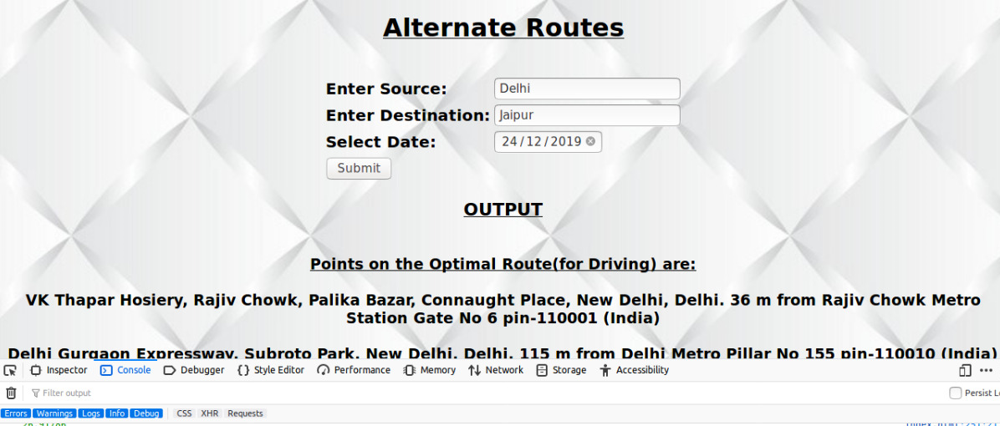 Alternate Routes
Enter Source: Delhi
Enter Destination: Jaipur
Select Date: 24/12/2019
Submit
OUTPUT
Points on the Optimal Route(for Driving) are:
VK Thapar Hosiery, Rajiv Chowk, Palika Bazar, Connaught Place, New Delhi, Delhi. 36 m from Rajiv Chowk Metro
Station Gate No 6 pin-110001 (India)
Delhi Gurgaon Expressway, Subroto Park, New Delhi, Delhi. 115 m from Delhi Metro Pillar No 155 pin-110010 (India)
Inspector Console Debugger {} Style Editor Performance Memory Network Storage Accessibility
Filter output Persist Lo
Errors Warnings Logs Info Debug CSS XHR Requests